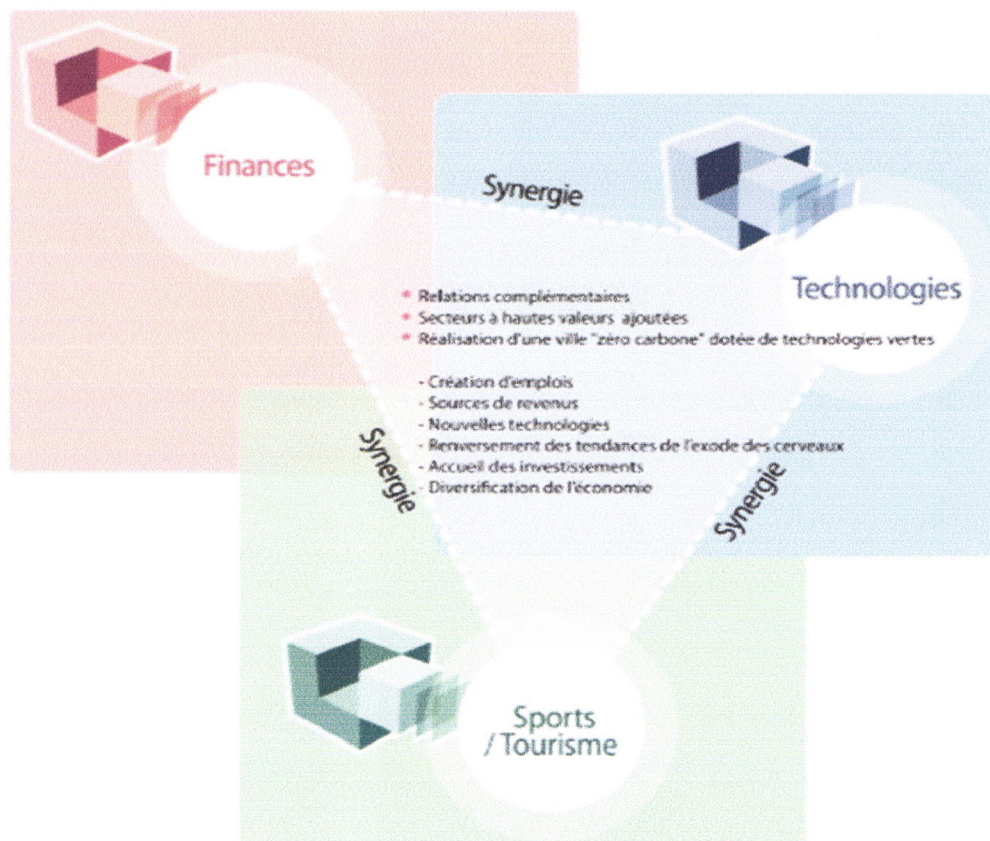 Finances
Synergie
Technologies
* Relations complémentaires
* Secteurs à hautes valeurs ajoutées
* Réalisation d'une ville "zéro carbone" dotée de technologies vertes
- Création d'emplois
- Sources de revenus
- Nouvelles technologies
- Renversement des tendances de l'exode des cerveaux
- Accueil des investissements
- Diversification de l'économie
Synergie
Synergie
Sports
/ Tourisme